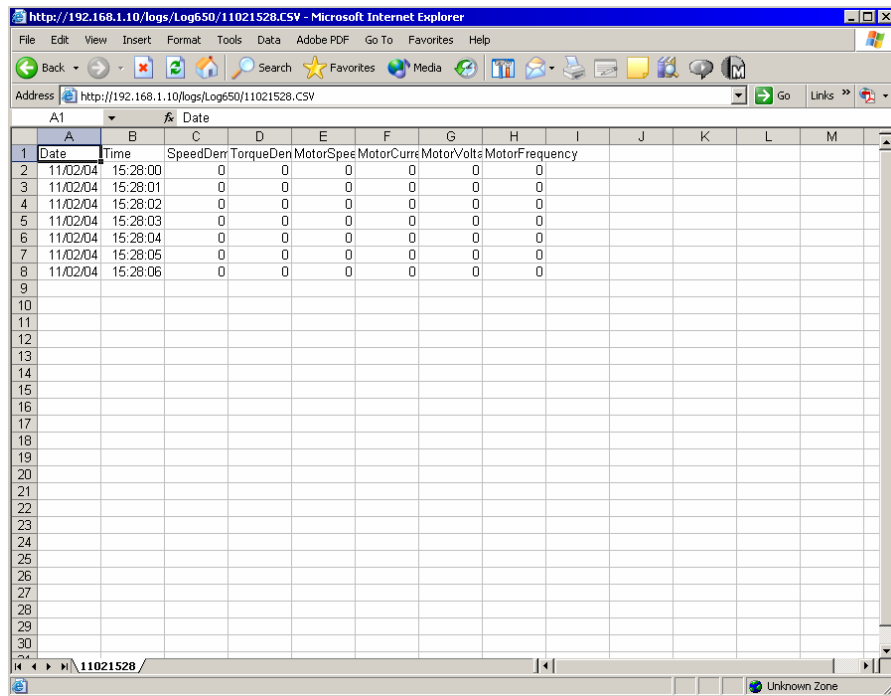 http://192.168.1.10/logs/Log650/11021528.CSV - Microsoft Internet Explorer
File Edit View Insert Format Tools Data Adobe PDF Go To Favorites Help
Back Search Favorites Media
Address http://192.168.1.10/logs/Log650/11021528.CSV Go Links »
A1 fx Date
A B C D E F G H I J K L M
1 Date Time SpeedDem TorqueDen MotorSpee MotorCurre MotorVolta MotorFrequency
2 11/02/04 15:28:00 0 0 0 0 0 0
3 11/02/04 15:28:01 0 0 0 0 0 0
4 11/02/04 15:28:02 0 0 0 0 0 0
5 11/02/04 15:28:03 0 0 0 0 0 0
6 11/02/04 15:28:04 0 0 0 0 0 0
7 11/02/04 15:28:05 0 0 0 0 0 0
8 11/02/04 15:28:06 0 0 0 0 0 0
9
10
11
12
13
14
15
16
17
18
19
20
21
22
23
24
25
26
27
28
29
30
11021528
Unknown Zone